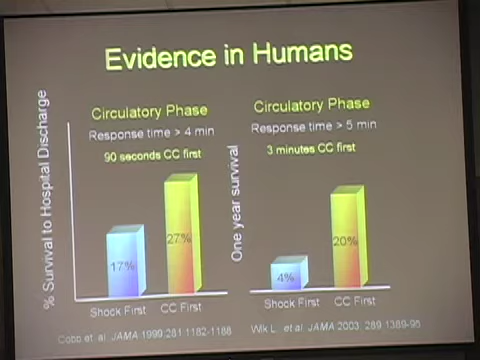 Evidence in Humans
% Survival to Hospital Discharge
Circulatory Phase
Response time > 4 min
90 seconds CC first
17%
27%
Shock First
CC First
Cobb et. al. JAMA 1999;281:1182-1188
One year survival
Circulatory Phase
Response time > 5 min
3 minutes CC first
4%
20%
Shock First
CC First
Wik L. et al. JAMA 2003; 289:1389-95